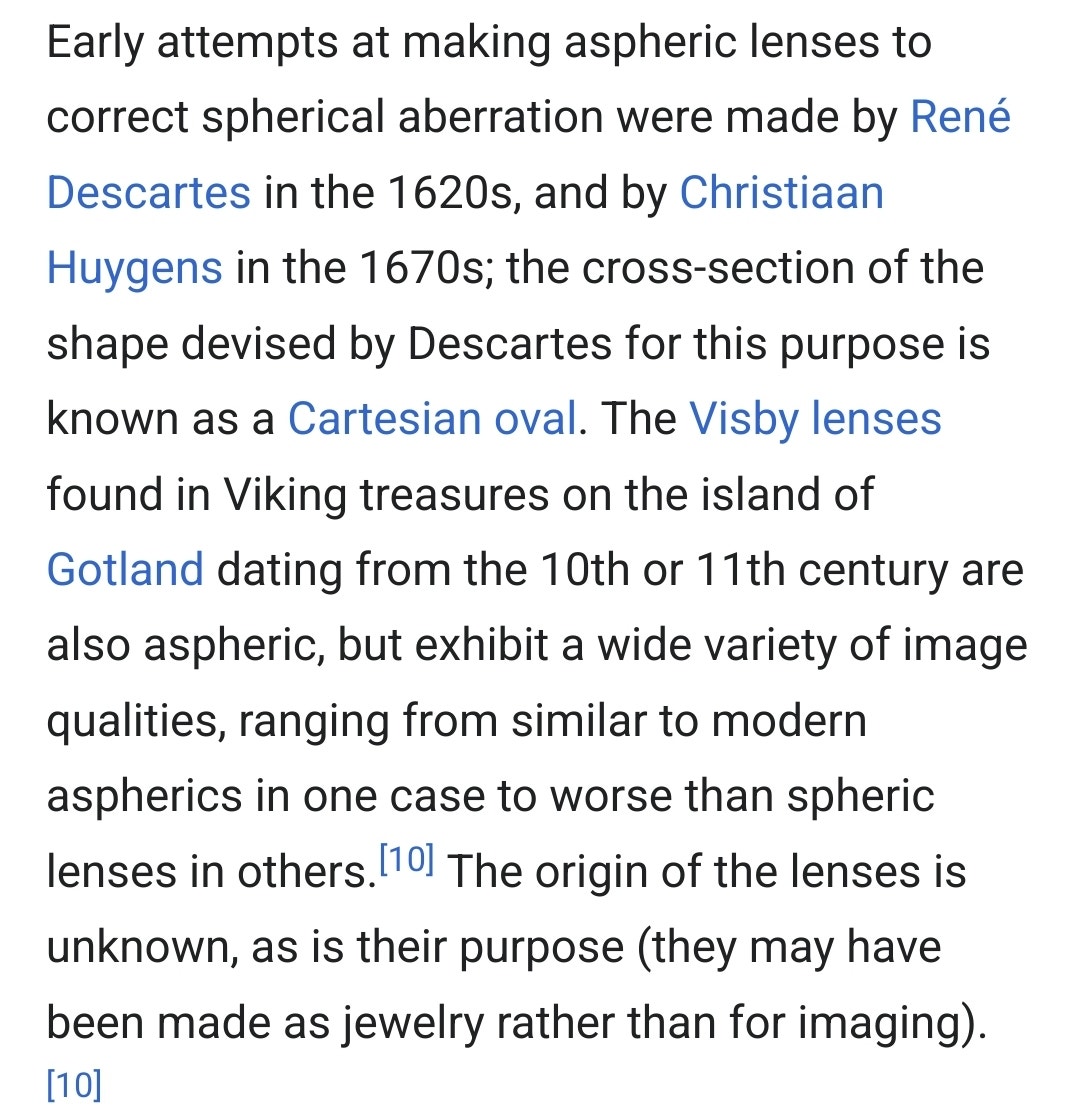 Early attempts at making aspheric lenses to
correct spherical aberration were made by René
Descartes in the 1620s, and by Christiaan
Huygens in the 1670s; the cross-section of the
shape devised by Descartes for this purpose is
known as a Cartesian oval. The Visby lenses
found in Viking treasures on the island of
Gotland dating from the 10th or 11th century are
also aspheric, but exhibit a wide variety of image
qualities, ranging from similar to modern
aspherics in one case to worse than spheric
lenses in others.[10] The origin of the lenses is
unknown, as is their purpose (they may have
been made as jewelry rather than for imaging).
[10]